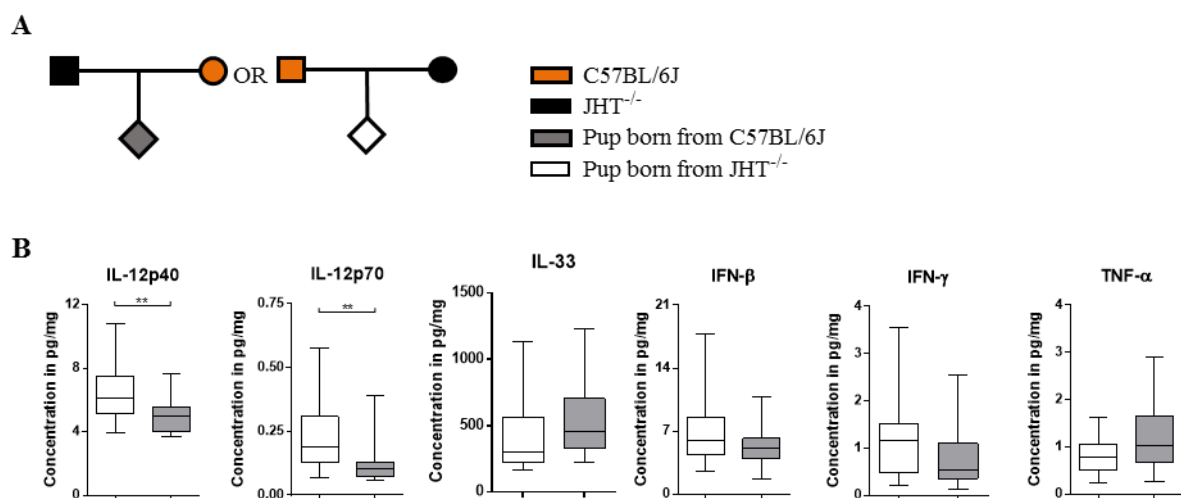 A
OR
C57BL/6J
JHT-/-
Pup born from C57BL/6J
Pup born from JHT-/-
B
IL-12p40
Concentration in pg/mg
12
8
4
0
**
IL-12p70
Concentration in pg/mg
0.75
0.50
0.25
0.00
**
IL-33
Concentration in pg/mg
1500
1000
500
0
IFN-β
Concentration in pg/mg
21
14
7
0
IFN-γ
Concentration in pg/mg
4
3
2
1
0
TNF-α
Concentration in pg/mg
4
3
2
1
0